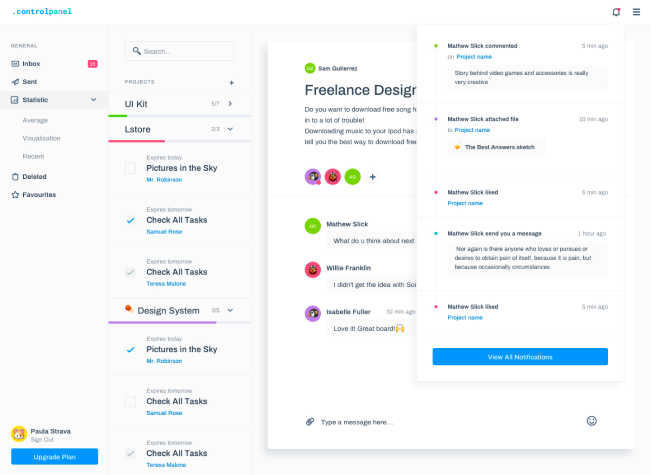 .controlpanel
GENERAL
Inbox
Sent
Statistic
Average
Visualisation
Recent
Deleted
Favourites
Paula Strava
Sign Out
Upgrade Plan
Search...
PROJECTS +
UI Kit 5/7
Lstore 2/3
Expires today
Pictures in the Sky
Mr. Robinson
Expires tomorrow
Check All Tasks
Samuel Rose
Expires tomorrow
Check All Tasks
Teresa Malone
Design System 3/5
Expires today
Pictures in the Sky
Mr. Robinson
Expires tomorrow
Check All Tasks
Samuel Rose
Expires tomorrow
Check All Tasks
Teresa Malone
Sam Gutierrez
Freelance Design
Do you want to download free song fo
in to a lot of trouble!
Downloading music to your Ipod has
tell you the best way to download free
+
Mathew Slick
What do u think about next
Willie Franklin
I didn't get the idea with Sor
Isabelle Fuller 32 min ago
Love it! Great board!
Type a message here...
Mathew Slick commented 5 min ago
on Project name
Story behind video games and accessories is really
very creative
Mathew Slick attached file 10 min ago
to Project name
The Best Answers.sketch
Mathew Slick liked 5 min ago
Project name
Mathew Slick send you a message 1 hour ago
Nor again is there anyone who loves or pursues or
desires to obtain pain of itself, because it is pain, but
because occasionally circumstances
Mathew Slick liked 5 min ago
Project name
View All Notifications